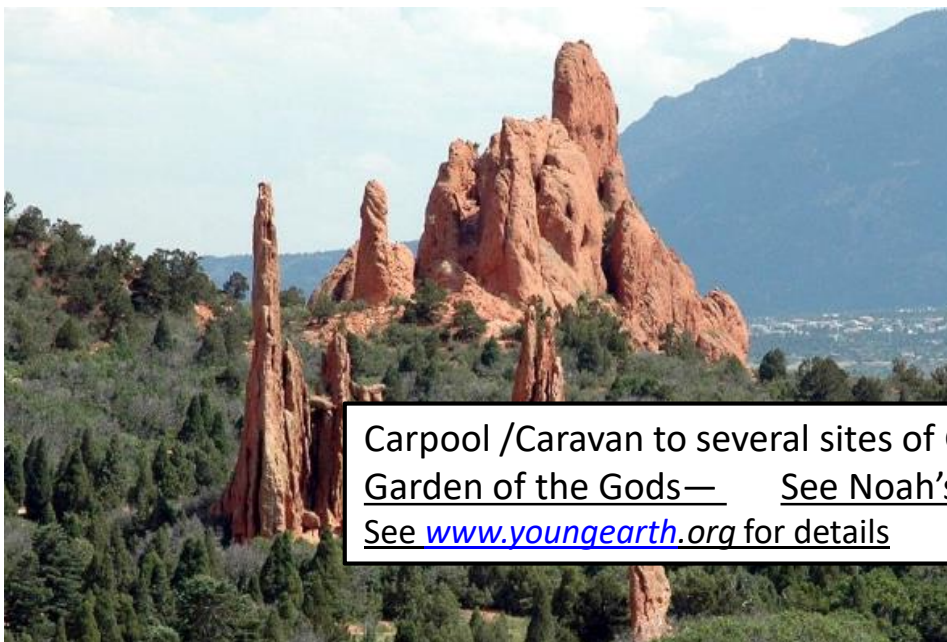 Carpool /Caravan to several sites of
Garden of the Gods— See Noah's
See www.youngearth.org for details